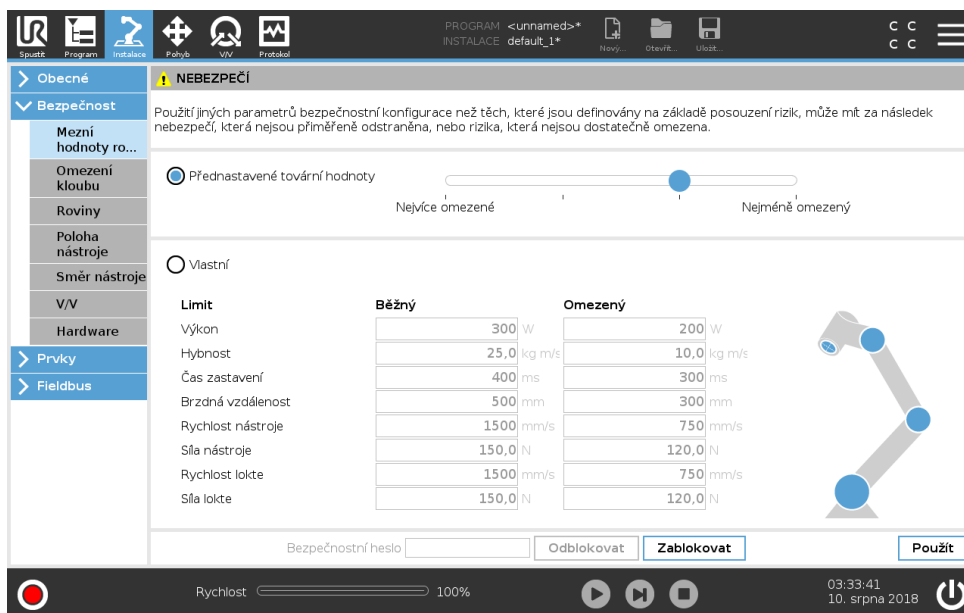 PROGRAM <unnamed>*
INSTALACE default_1*
Spustit Program Instalace Pohyb V/V Protokol Nový... Otevřít... Uložit...
C C
C C
Obecné
Bezpečnost
Mezní
hodnoty ro...
Omezení
kloubu
Roviny
Poloha
nástroje
Směr nástroje
V/V
Hardware
Prvky
Fieldbus
NEBEZPEČÍ
Použití jiných parametrů bezpečnostní konfigurace než těch, které jsou definovány na základě posouzení rizik, může mít za následek
nebezpečí, která nejsou přiměřeně odstraněna, nebo rizika, která nejsou dostatečně omezena.
Přednastavené tovární hodnoty
Nejvíce omezené Nejméně omezený
Vlastní
Limit Běžný Omezený
Výkon 300 W 200 W
Hybnost 25,0 kg m/s 10,0 kg m/s
Čas zastavení 400 ms 300 ms
Brzdná vzdálenost 500 mm 300 mm
Rychlost nástroje 1500 mm/s 750 mm/s
Síla nástroje 150,0 N 120,0 N
Rychlost lokte 1500 mm/s 750 mm/s
Síla lokte 150,0 N 120,0 N
Bezpečnostní heslo Odblokovat Zablokovat Použít
Rychlost 100%
03:33:41
10. srpna 2018